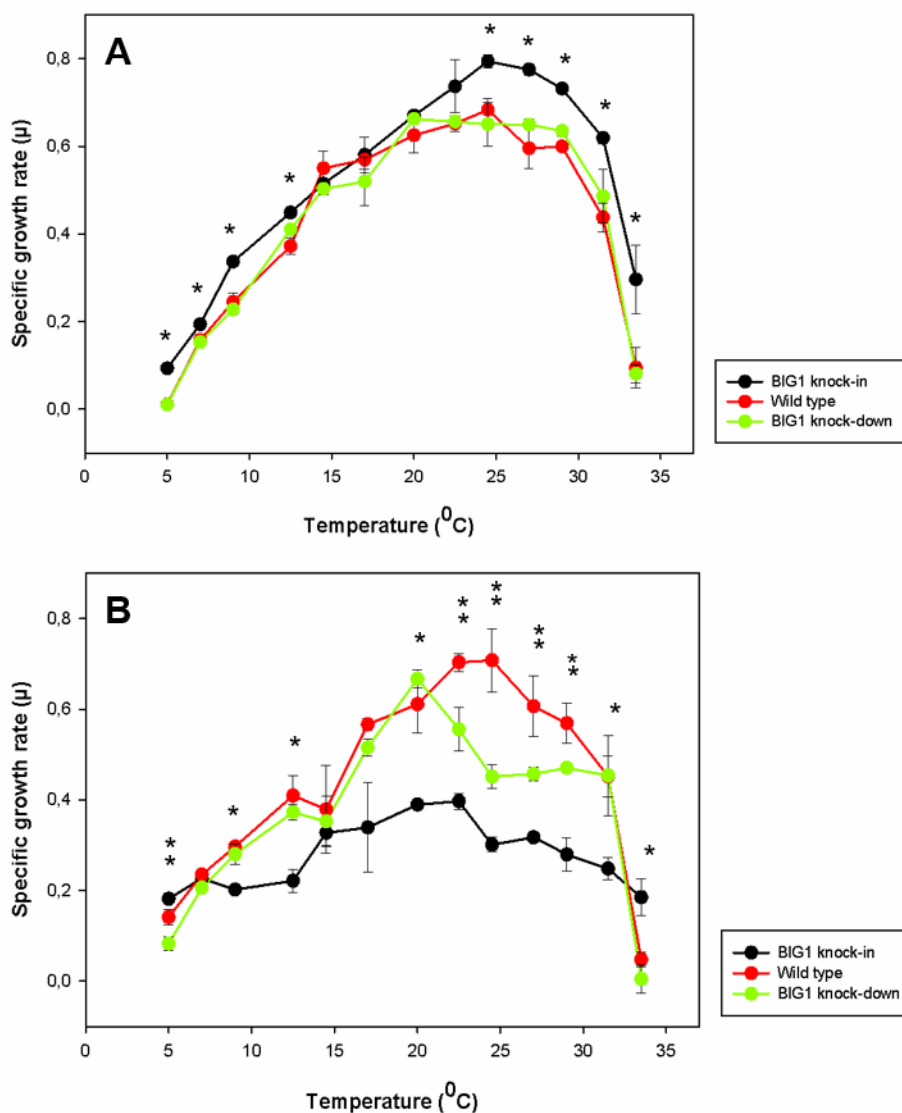 A
0,8
0,6
0,4
0,2
0,0
Specific growth rate (µ)
* * * * * * * * * *
0 5 10 15 20 25 30 35
Temperature (⁰C)
BIG1 knock-in
Wild type
BIG1 knock-down
B
0,8
0,6
0,4
0,2
0,0
Specific growth rate (µ)
** * * * ** ** ** ** * *
0 5 10 15 20 25 30 35
Temperature (⁰C)
BIG1 knock-in
Wild type
BIG1 knock-down